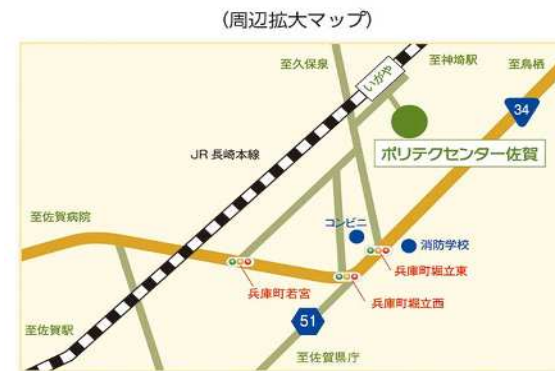 （周辺拡大マップ）
至久保泉
至神埼駅
至鳥栖
いがや
34
JR 長崎本線
ポリテクセンター佐賀
至佐賀病院
コンビニ
消防学校
兵庫町堀立東
兵庫町若宮
兵庫町堀立西
至佐賀駅
51
至佐賀県庁